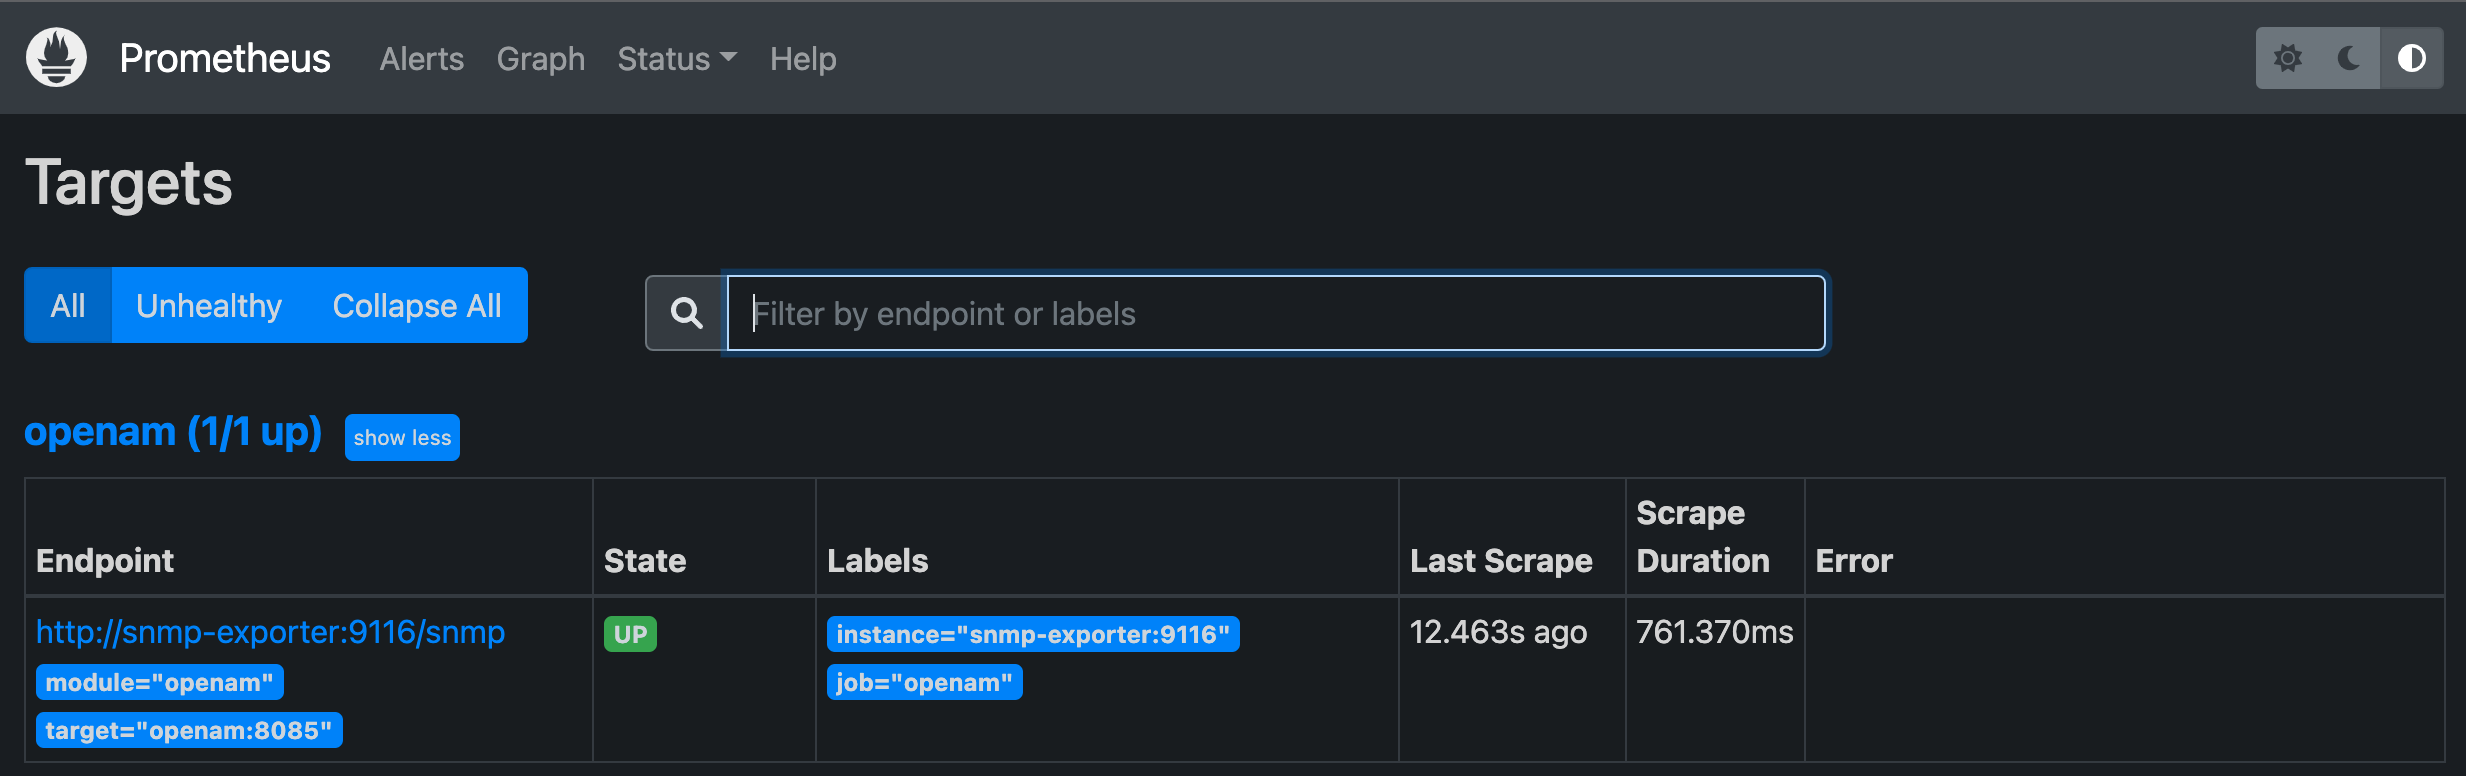 Prometheus Alerts Graph Status Help
Targets
All Unhealthy Collapse All
Filter by endpoint or labels
openam (1/1 up) show less
Endpoint State Labels Last Scrape Scrape Duration Error
http://snmp-exporter:9116/snmp UP instance="snmp-exporter:9116" 12.463s ago 761.370ms
module="openam" job="openam"
target="openam:8085"